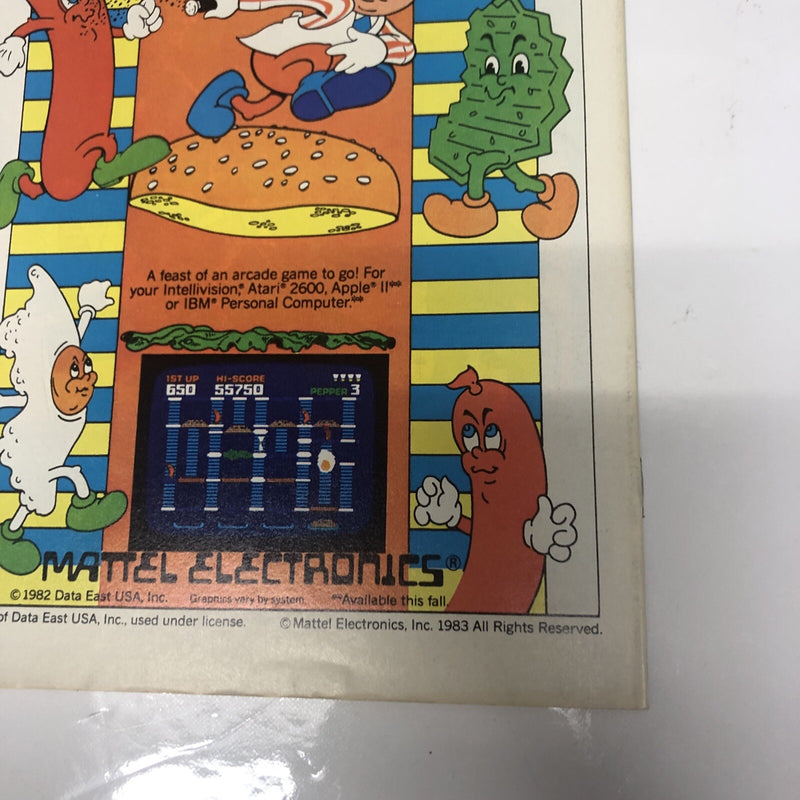 A feast of an arcade game to go! For
your Intellivision,® Atari® 2600, Apple® II**
or IBM® Personal Computer.**
1ST UP HI-SCORE
650 55750 PEPPER 3
MATTEL ELECTRONICS®
© 1982 Data East USA, Inc. Graphics vary by system. **Available this fall.
of Data East USA, Inc., used under license. © Mattel Electronics, Inc. 1983 All Rights Reserved.